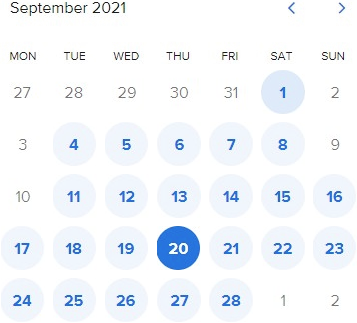 September 2021
MON TUE WED THU FRI SAT SUN
27 28 29 30 31 1 2
3 4 5 6 7 8 9
10 11 12 13 14 15 16
17 18 19 20 21 22 23
24 25 26 27 28 1 2